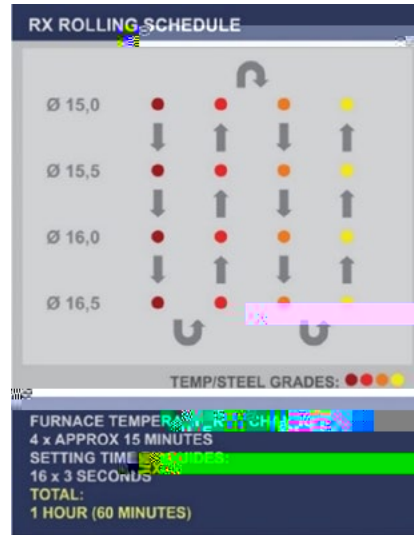 RX ROLLING SCHEDULE
Ø 15,0
Ø 15,5
Ø 16,0
Ø 16,5
TEMP/STEEL GRADES:
FURNACE
4 x APPROX 15 MINUTES
SETTING TIME
16 x 3 SECONDS
TOTAL:
1 HOUR (60 MINUTES)